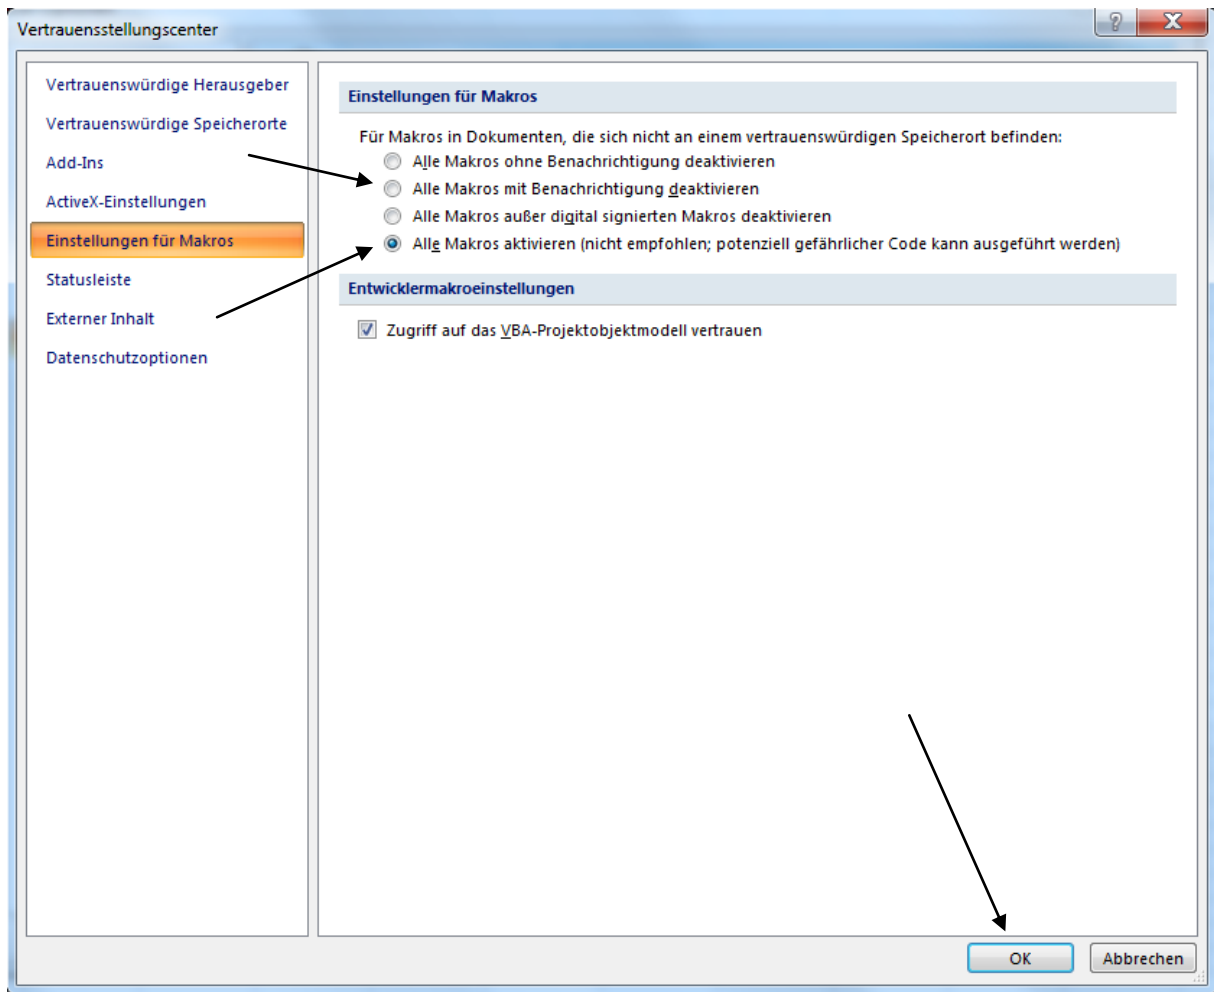 Vertrauensstellungscenter
Vertrauenswürdige Herausgeber
Vertrauenswürdige Speicherorte
Add-Ins
ActiveX-Einstellungen
Einstellungen für Makros
Statusleiste
Externer Inhalt
Datenschutzoptionen
Einstellungen für Makros
Für Makros in Dokumenten, die sich nicht an einem vertrauenswürdigen Speicherort befinden:
Alle Makros ohne Benachrichtigung deaktivieren
Alle Makros mit Benachrichtigung deaktivieren
Alle Makros außer digital signierten Makros deaktivieren
Alle Makros aktivieren (nicht empfohlen; potenziell gefährlicher Code kann ausgeführt werden)
Entwicklermakroeinstellungen
Zugriff auf das VBA-Projektobjektmodell vertrauen
OK
Abbrechen